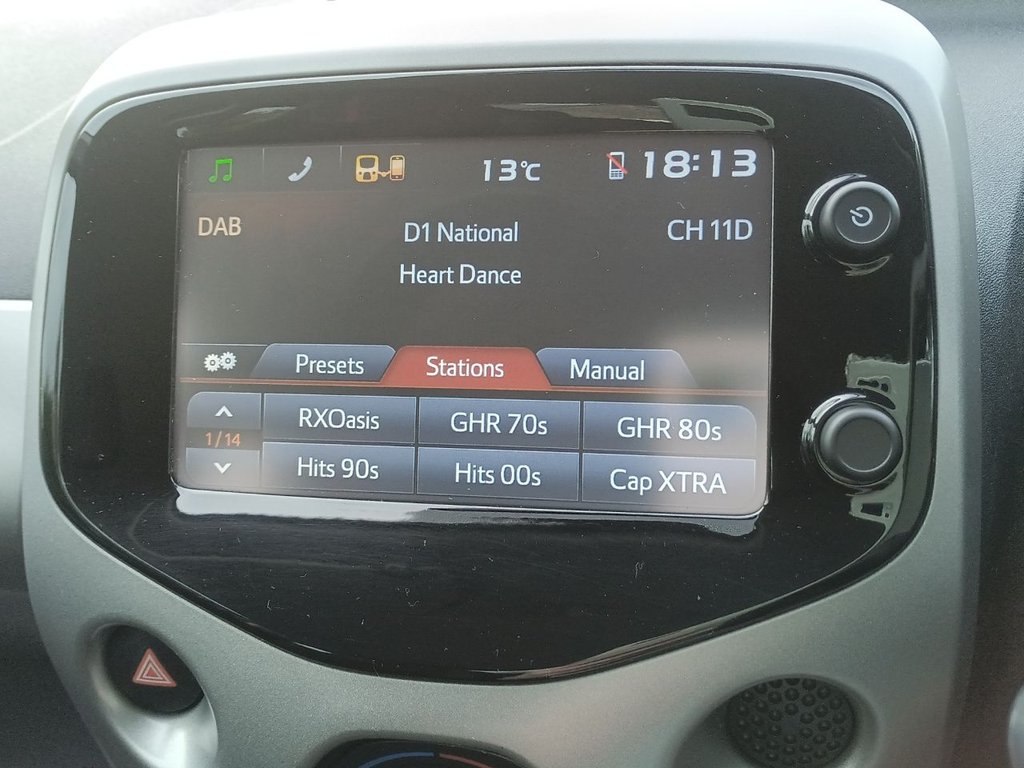 13°C 18:13
DAB D1 National CH 11D
Heart Dance
Presets Stations Manual
RXOasis GHR 70s GHR 80s
1/14
Hits 90s Hits 00s Cap XTRA